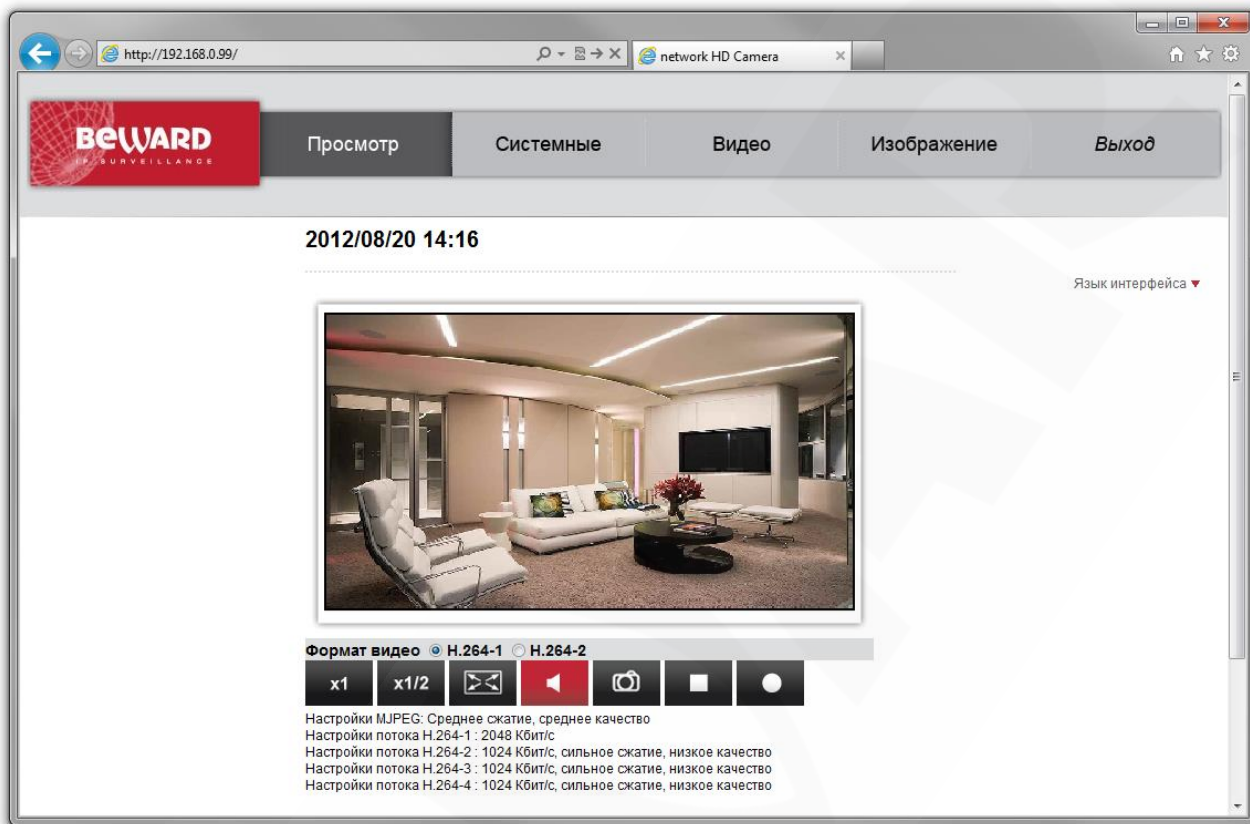 http://192.168.0.99/
network HD Camera
BEWARD
IP SURVEILLANCE
Просмотр
Системные
Видео
Изображение
Выход
2012/08/20 14:16
Язык интерфейса
Формат видео H.264-1 H.264-2
x1 x1/2
Настройки MJPEG: Среднее сжатие, среднее качество
Настройки потока H.264-1 : 2048 Кбит/с
Настройки потока H.264-2 : 1024 Кбит/с, сильное сжатие, низкое качество
Настройки потока H.264-3 : 1024 Кбит/с, сильное сжатие, низкое качество
Настройки потока H.264-4 : 1024 Кбит/с, сильное сжатие, низкое качество